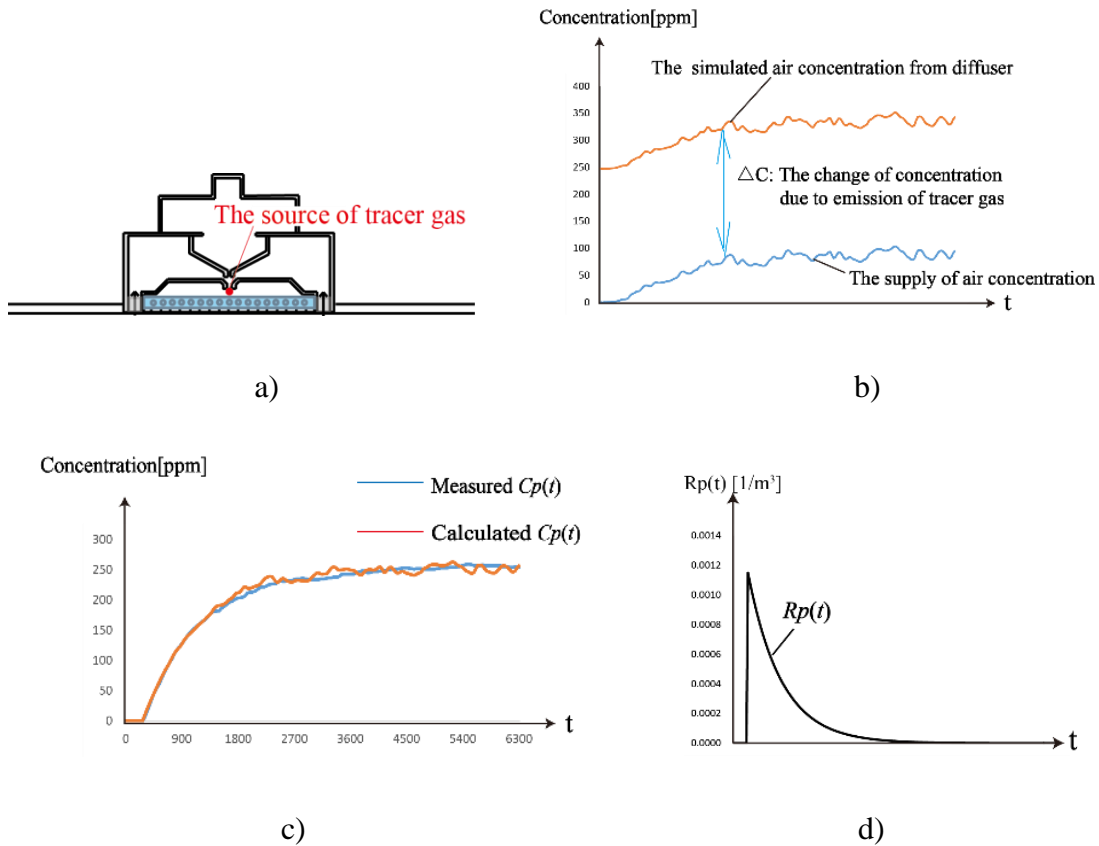 The source of tracer gas
a)
Concentration[ppm]
The simulated air concentration from diffuser
400
350
300
250
200
150
100
50
0
△C: The change of concentration
due to emission of tracer gas
The supply of air concentration
t
b)
Concentration[ppm]
Measured Cp(t)
Calculated Cp(t)
300
250
200
150
100
50
0
0 900 1800 2700 3600 4500 5400 6300
t
c)
Rp(t) [1/m³]
0.0014
0.0012
0.0010
0.0008
0.0006
0.0004
0.0002
0.0000
Rp(t)
t
d)